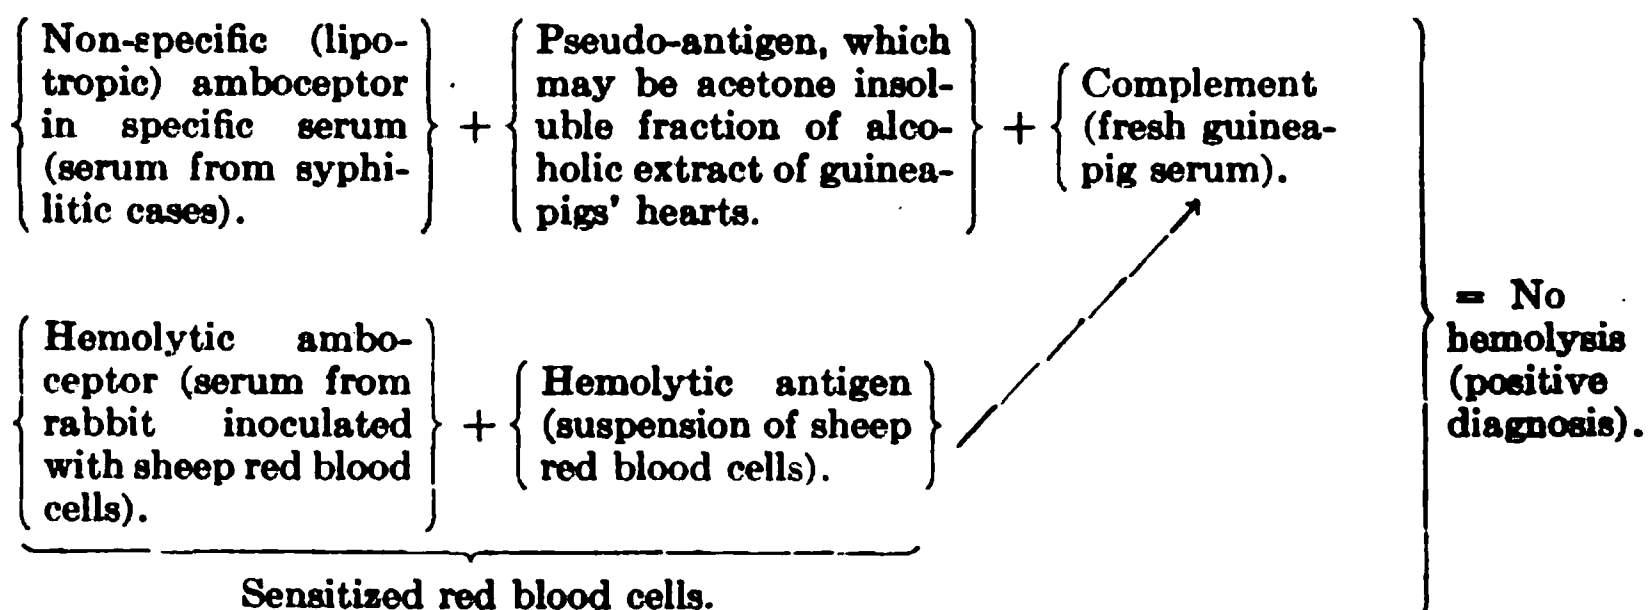 Non-specific (lipo-
tropic) amboceptor
in specific serum
(serum from syphi-
litic cases).
+
Pseudo-antigen, which
may be acetone insol-
uble fraction of alco-
holic extract of guinea-
pigs' hearts.
+
Complement
(fresh guinea-
pig serum).
Hemolytic ambo-
ceptor (serum from
rabbit inoculated
with sheep red blood
cells).
+
Hemolytic antigen
(suspension of sheep
red blood cells).
Sensitized red blood cells.
= No
hemolysis
(positive
diagnosis).